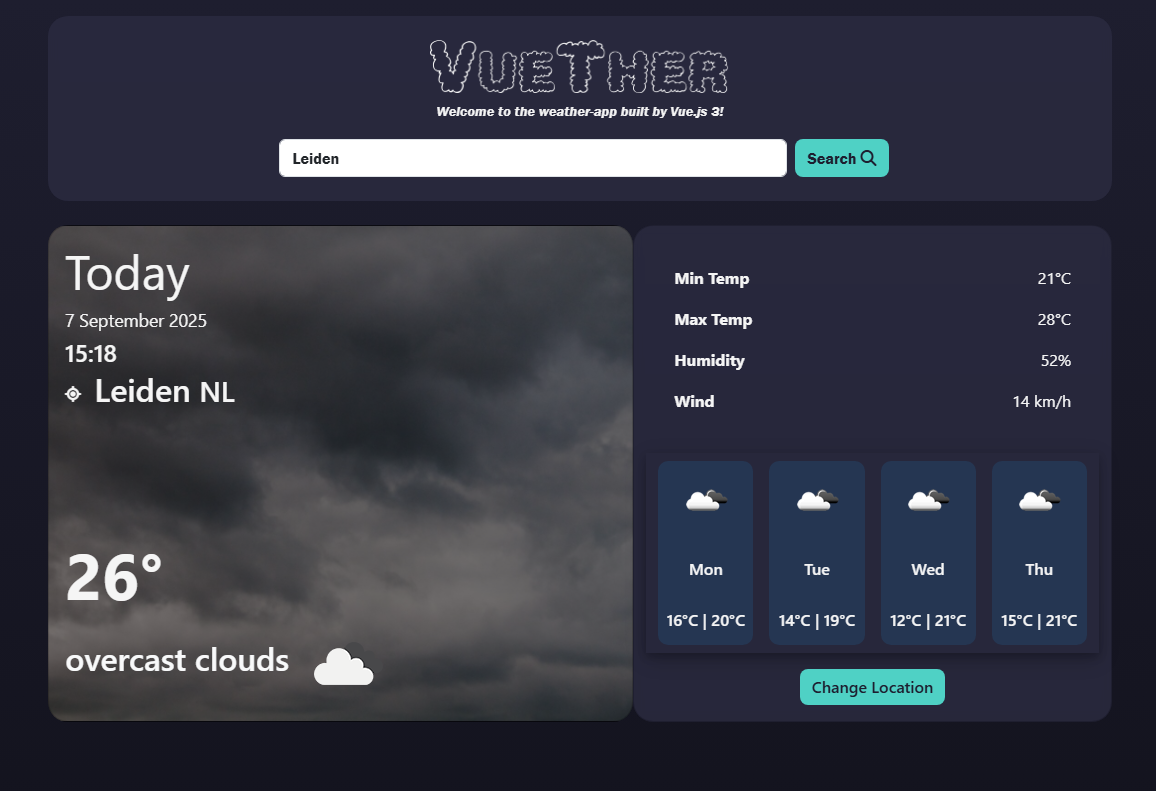 VueTher
Welcome to the weather-app built by Vue.js 3!
Leiden
Search
Today
7 September 2025
15:18
Leiden NL
26°
overcast clouds
Min Temp 21°C
Max Temp 28°C
Humidity 52%
Wind 14 km/h
Mon Tue Wed Thu
16°C | 20°C 14°C | 19°C 12°C | 21°C 15°C | 21°C
Change Location